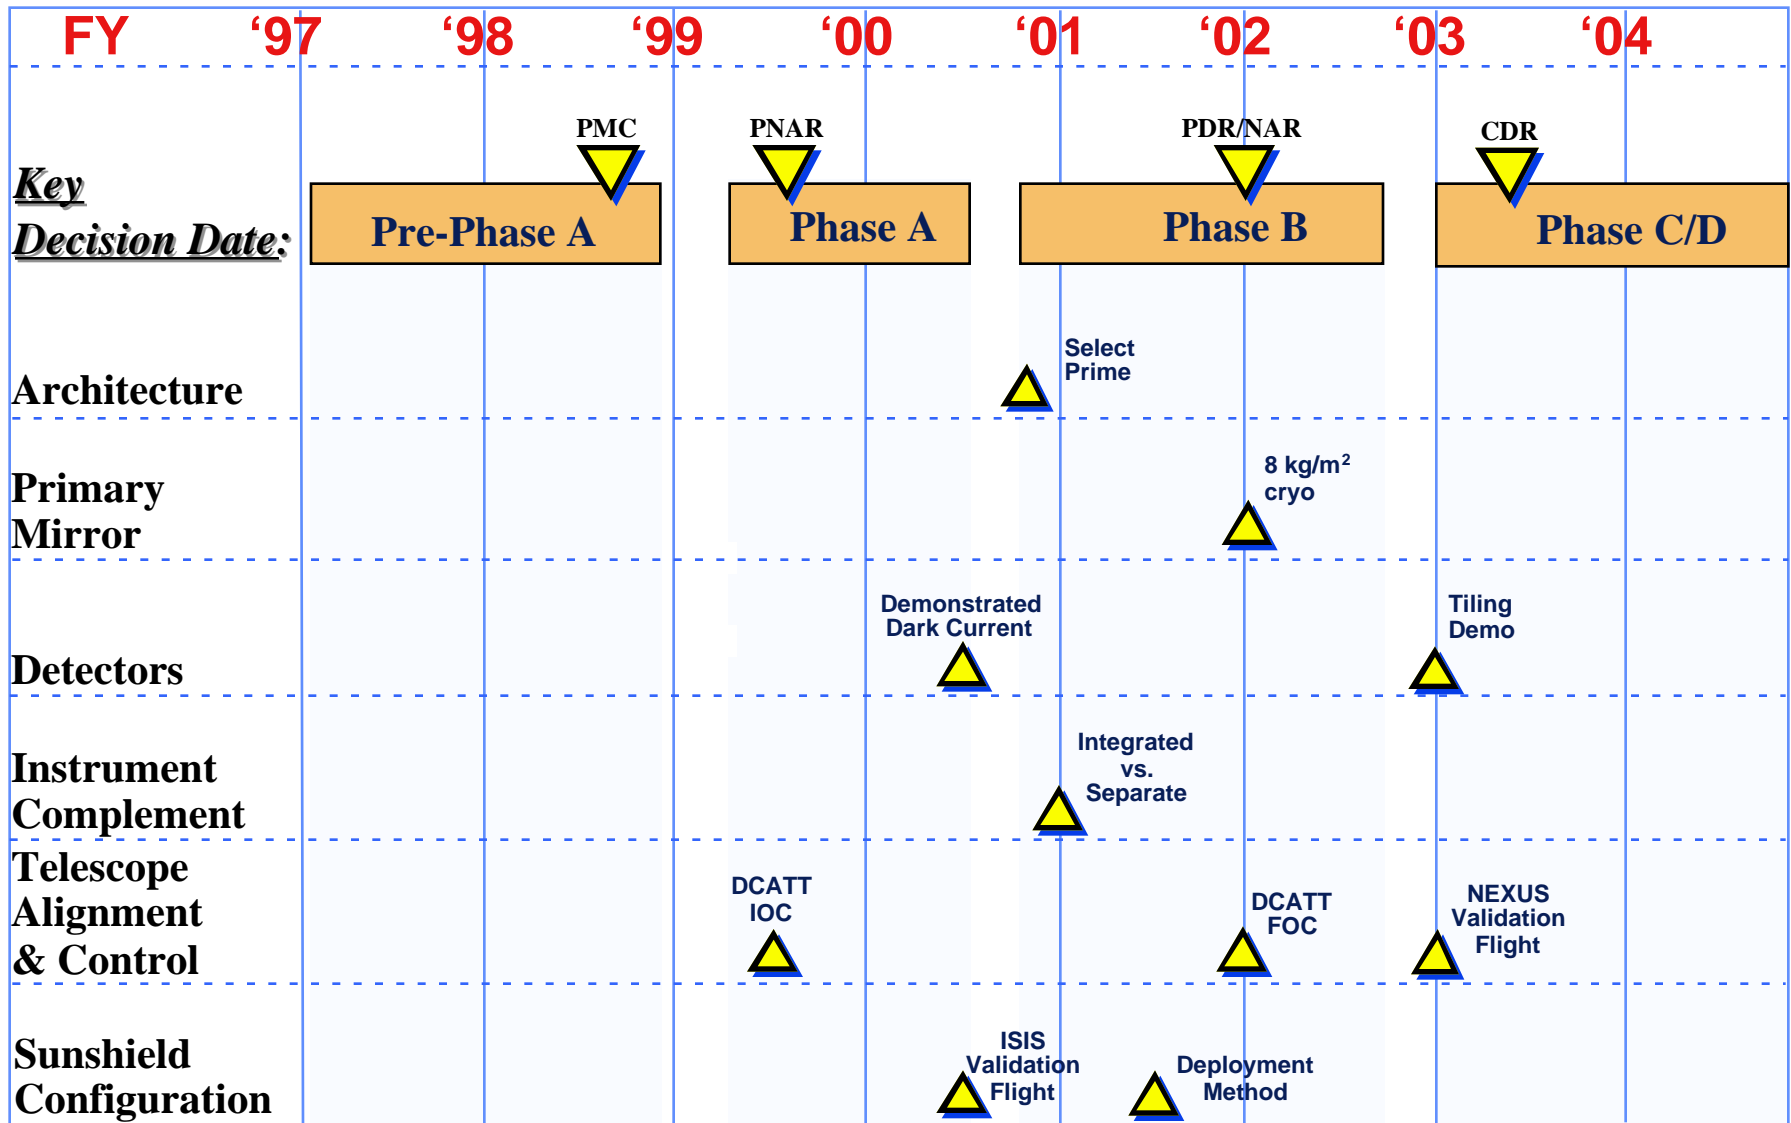 FY ‘97 ‘98 ‘99 ‘00 ‘01 ‘02 ‘03 ‘04
PMC PNAR PDR/NAR CDR
Key
Decision Date:
Pre-Phase A Phase A Phase B Phase C/D
Architecture
Select
Prime
Primary
Mirror
8 kg/m²
cryo
Detectors
Demonstrated
Dark Current
Tiling
Demo
Instrument
Complement
Integrated
vs.
Separate
Telescope
Alignment
& Control
DCATT
IOC
DCATT
FOC
NEXUS
Validation
Flight
Sunshield
Configuration
ISIS
Validation
Flight
Deployment
Method